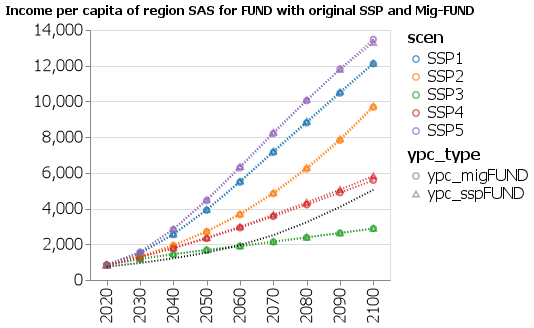 Income per capita of region SAS for FUND with original SSP and Mig-FUND
14,000
12,000
10,000
8,000
6,000
4,000
2,000
0
2020
2030
2040
2050
2060
2070
2080
2090
2100
scen
SSP1
SSP2
SSP3
SSP4
SSP5
ypc_type
ypc_migFUND
ypc_sspFUND